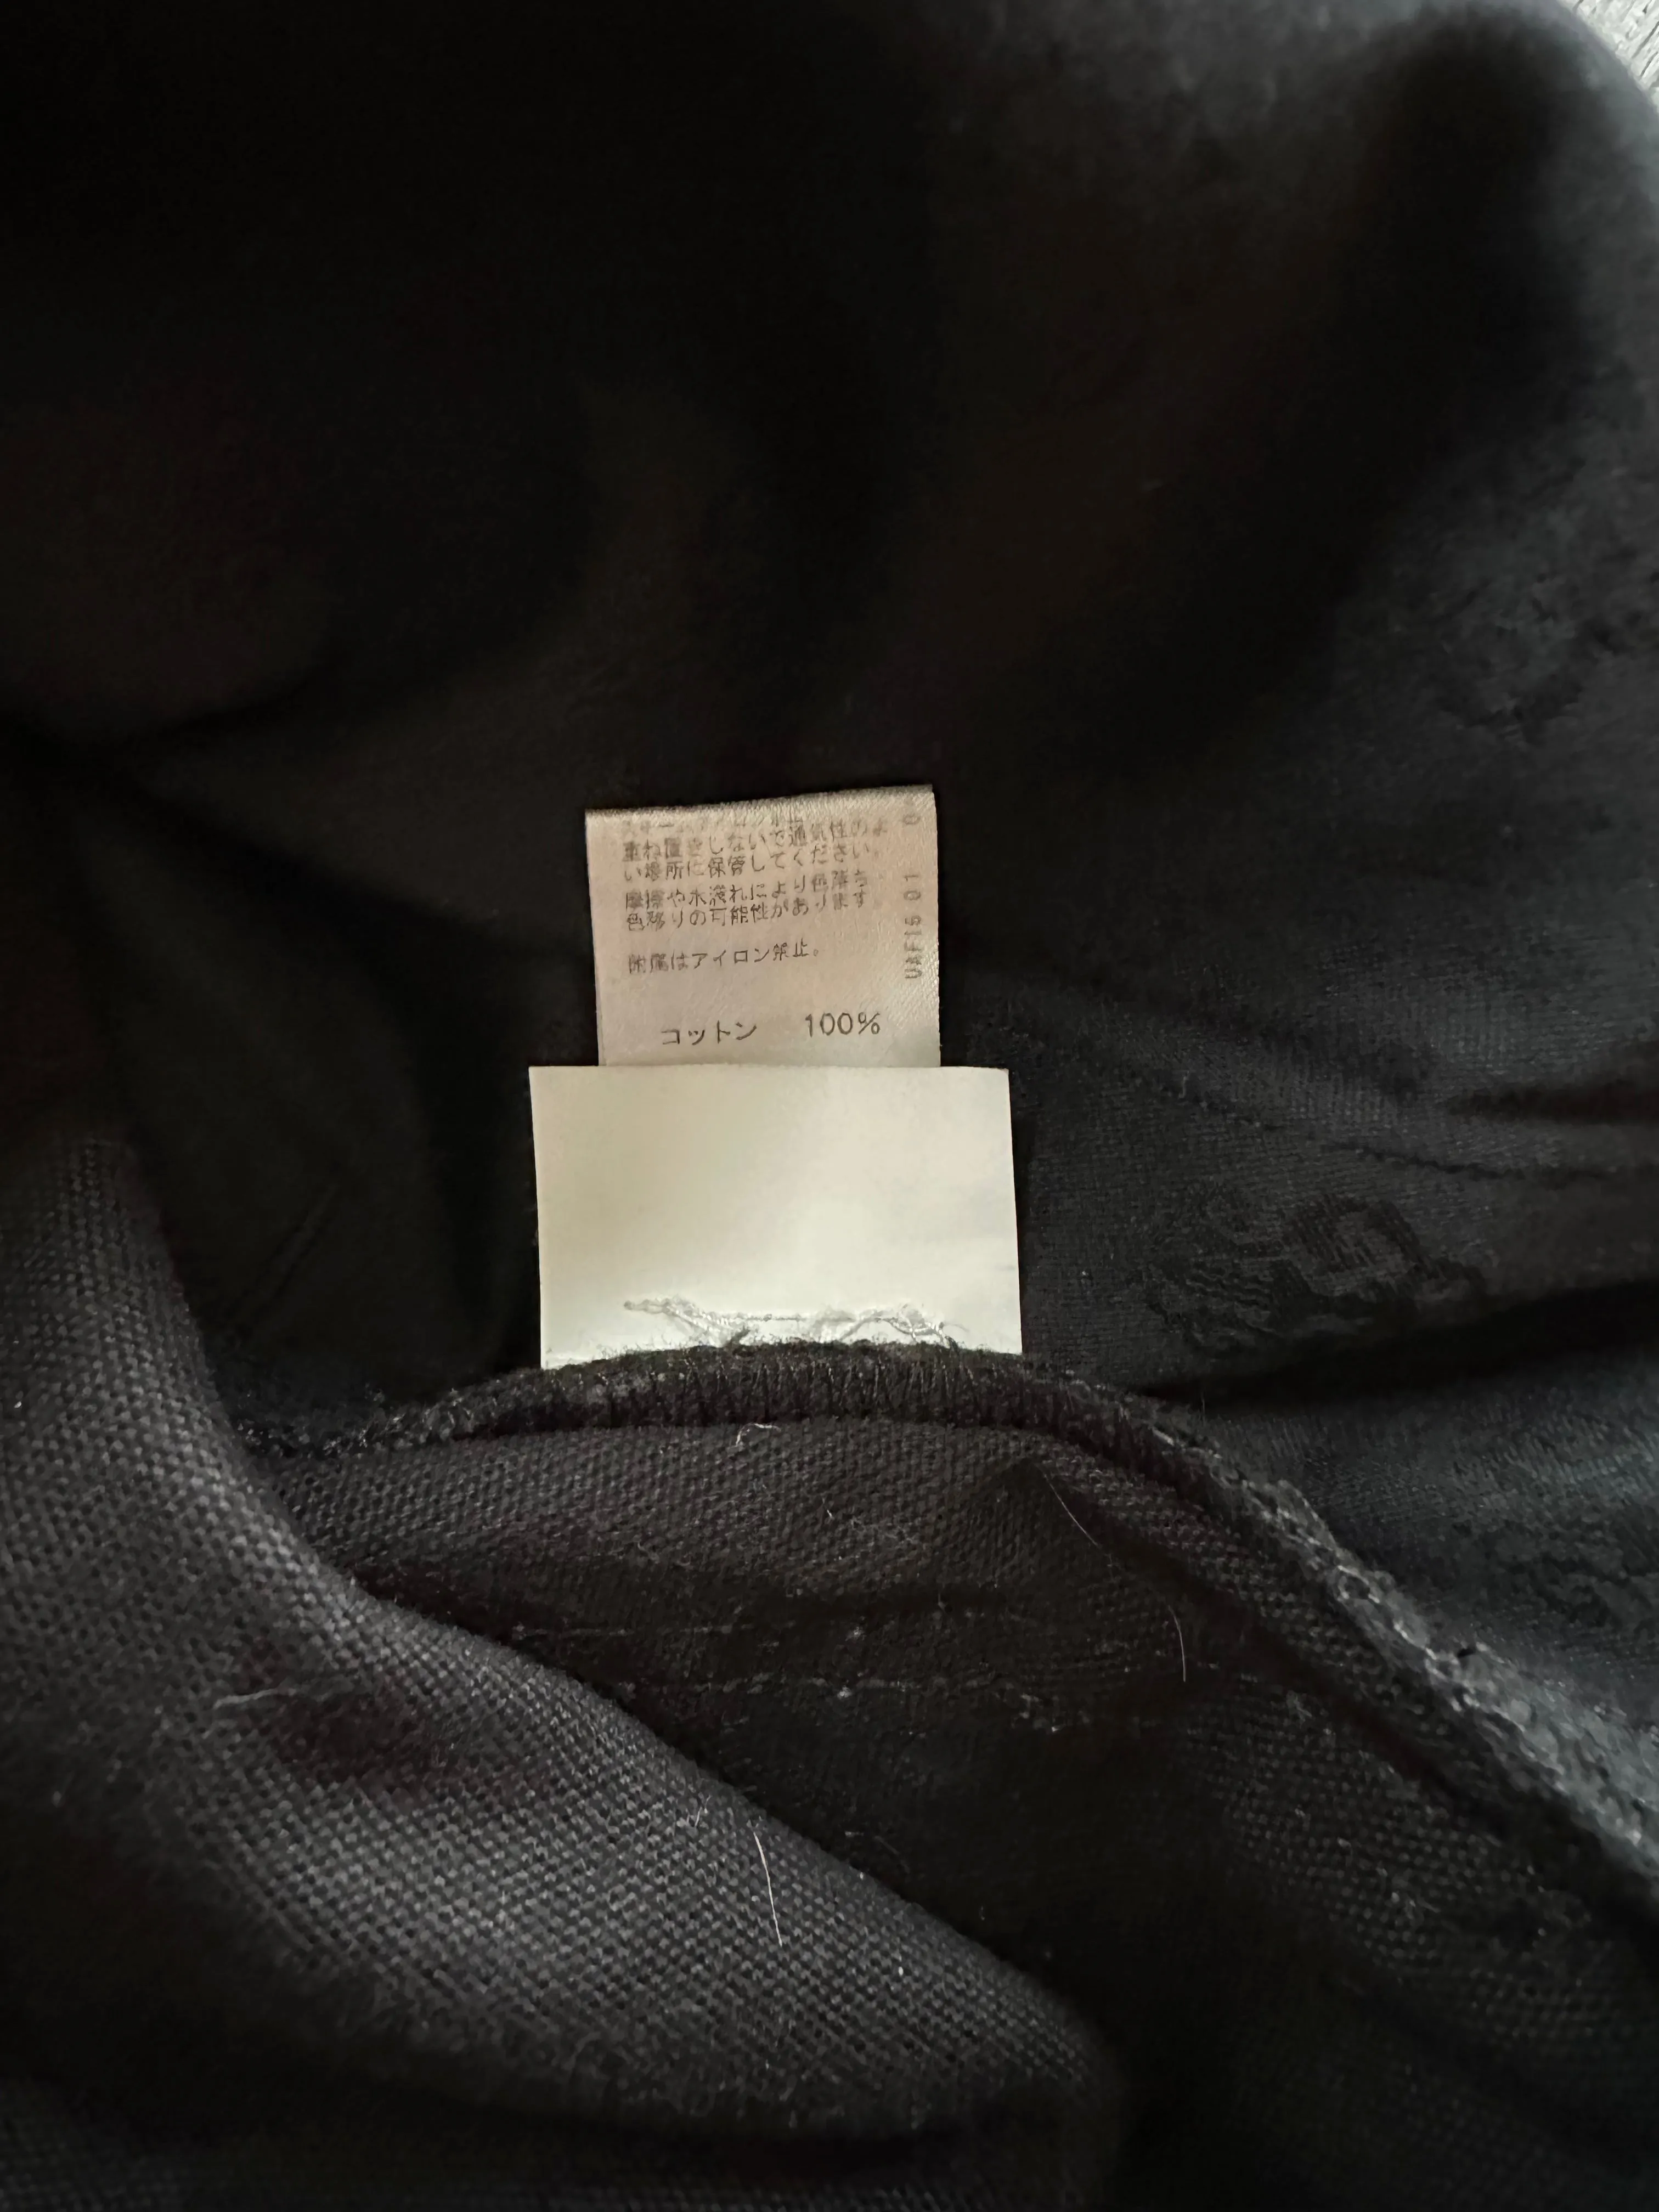 重ね置きしないで通気性のよ
い場所に保管してください。
摩擦や水濡れにより色落ち
色移りの可能性があります
附属はアイロン禁止。
コットン 100%
UAF15 01